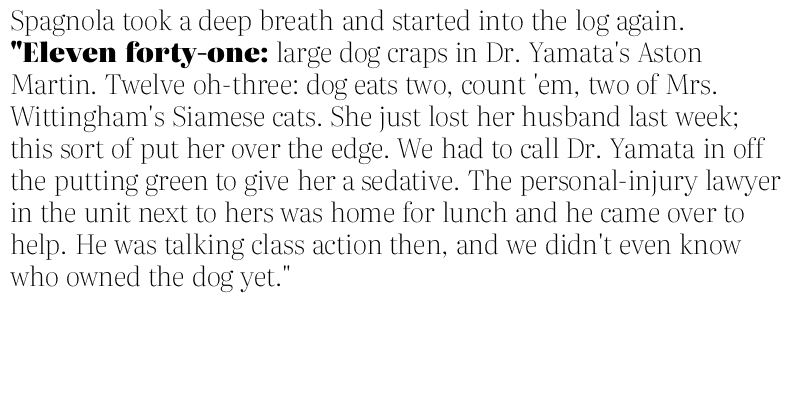 Spagnola took a deep breath and started into the log again.
"Eleven forty-one: large dog craps in Dr. Yamata's Aston
Martin. Twelve oh-three: dog eats two, count 'em, two of Mrs.
Wittingham's Siamese cats. She just lost her husband last week;
this sort of put her over the edge. We had to call Dr. Yamata in off
the putting green to give her a sedative. The personal-injury lawyer
in the unit next to hers was home for lunch and he came over to
help. He was talking class action then, and we didn't even know
who owned the dog yet."